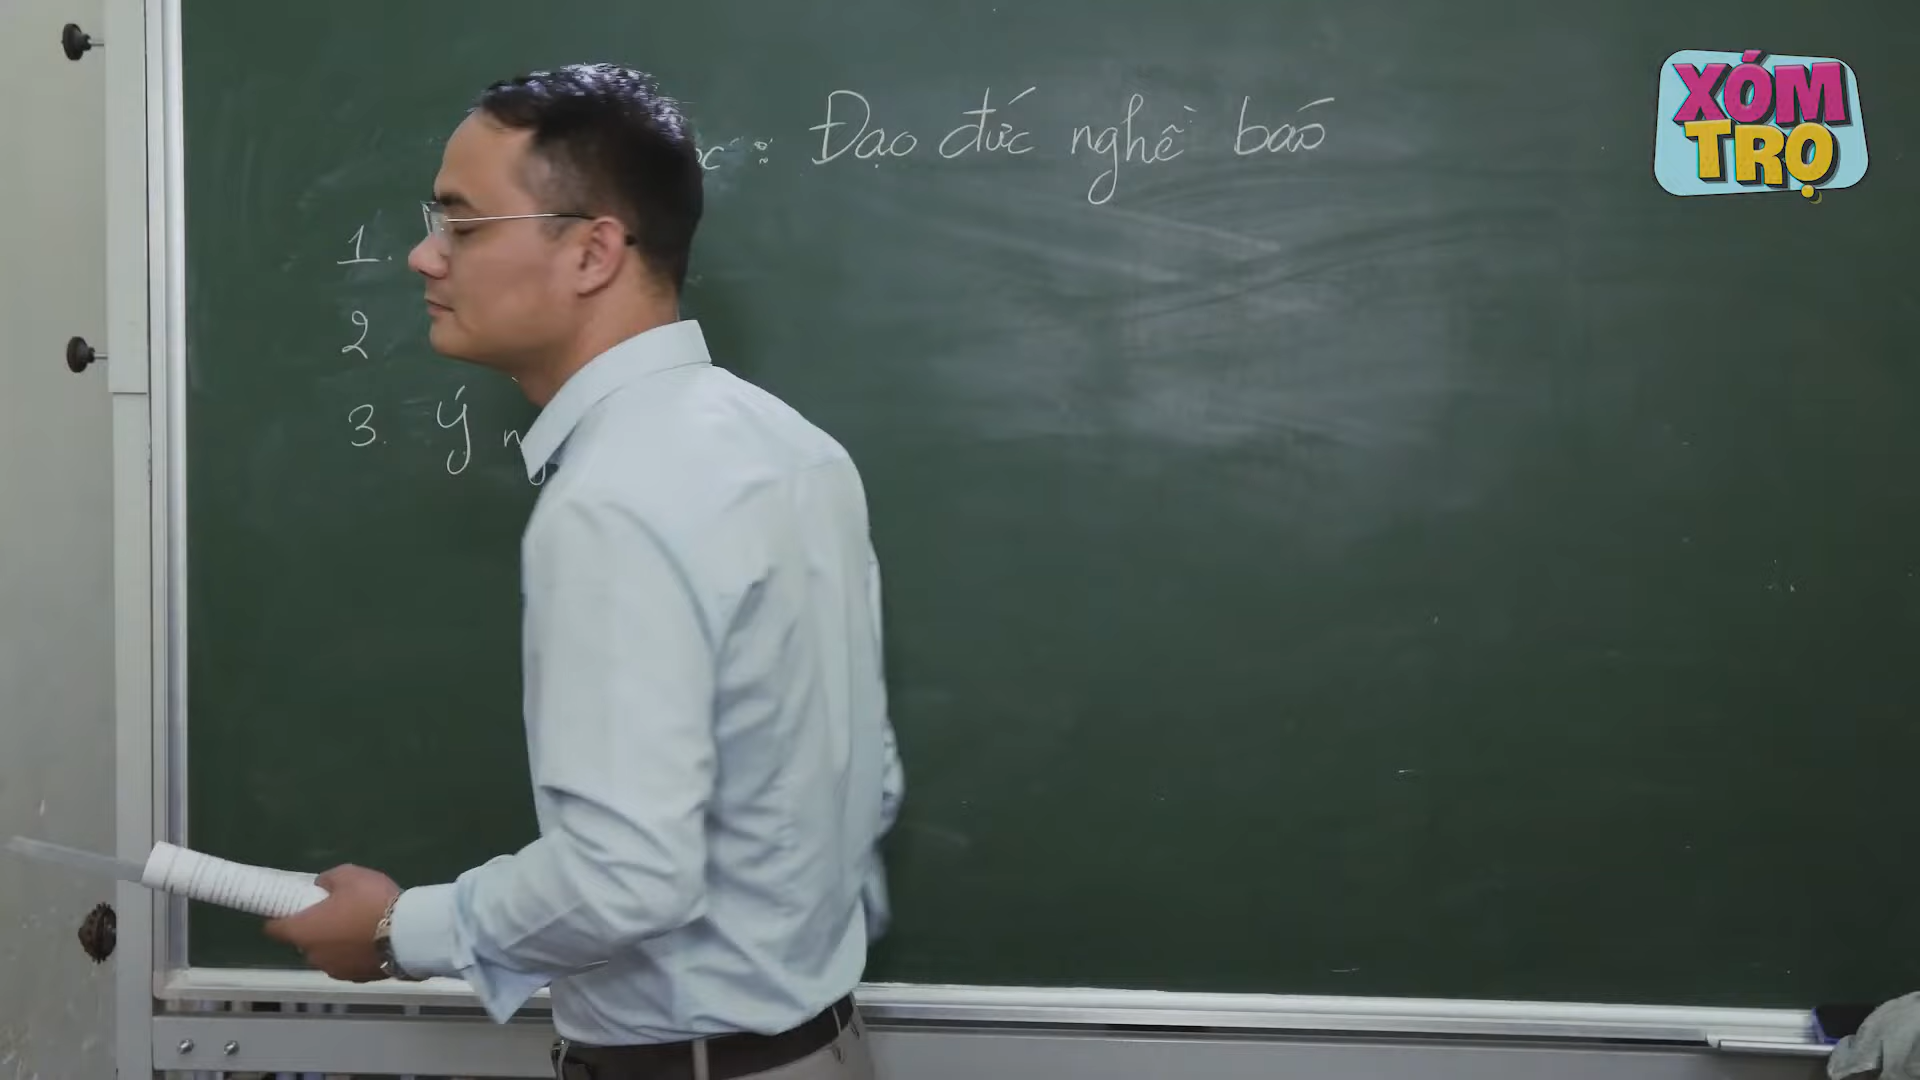 Đạo đức nghề báo
XÓM
TRỌ
1.
2
3. Ý